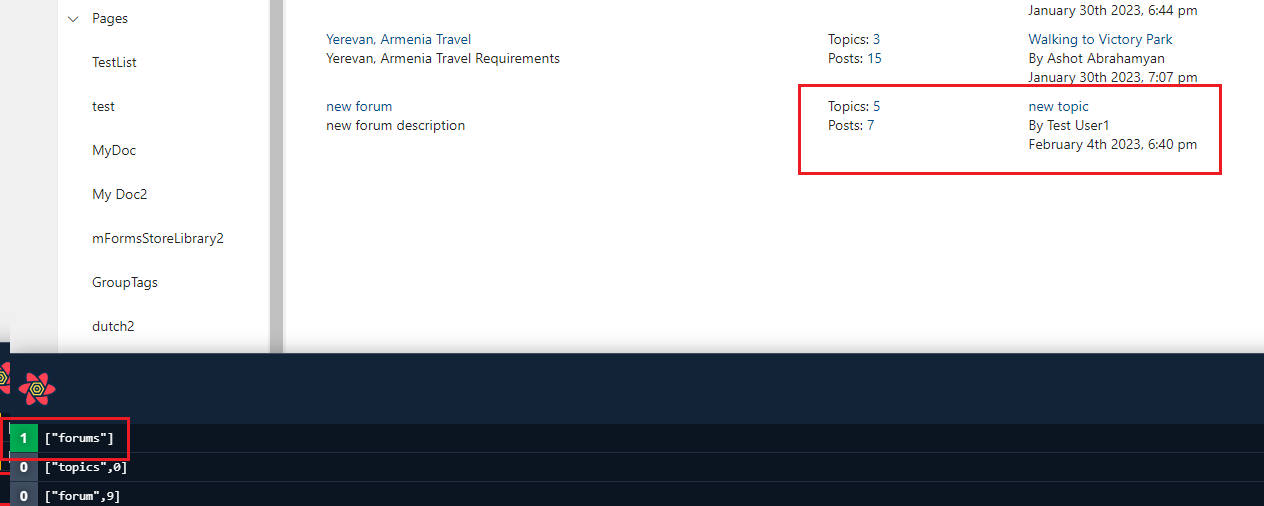 Pages
TestList
test
MyDoc
My Doc2
mFormsStoreLibrary2
GroupTags
dutch2
January 30th 2023, 6:44 pm
Yerevan, Armenia Travel
Yerevan, Armenia Travel Requirements
Topics: 3
Posts: 15
Walking to Victory Park
By Ashot Abrahamyan
January 30th 2023, 7:07 pm
new forum
new forum description
Topics: 5
Posts: 7
new topic
By Test User1
February 4th 2023, 6:40 pm
1 ["forums"]
0 ["topics",0]
0 ["forum",9]